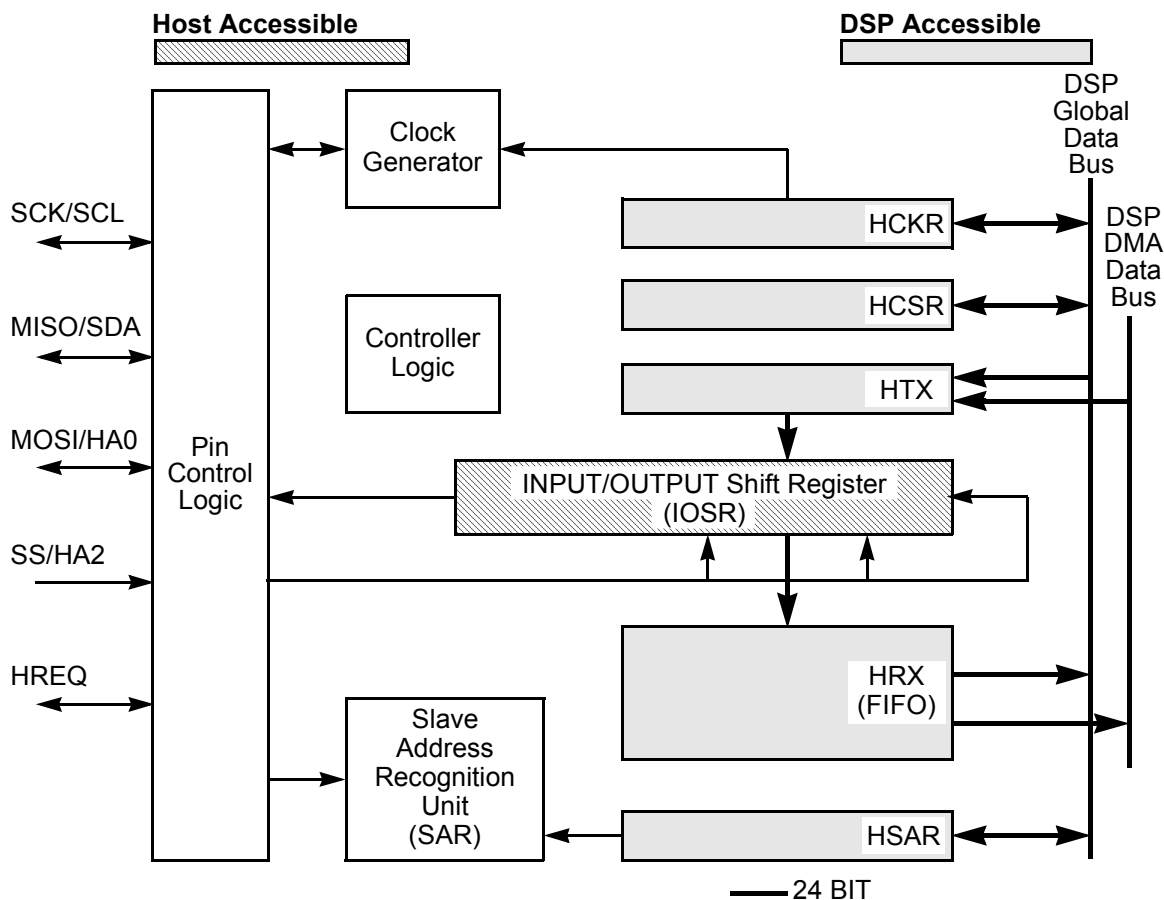 Host Accessible
DSP Accessible
DSP
Global
Data
Bus
DSP
DMA
Data
Bus
Clock
Generator
SCK/SCL
HCKR
MISO/SDA
HCSR
Controller
Logic
HTX
MOSI/HA0
Pin
Control
Logic
INPUT/OUTPUT Shift Register
(IOSR)
SS/HA2
HREQ
HRX
(FIFO)
Slave
Address
Recognition
Unit
(SAR)
HSAR
24 BIT